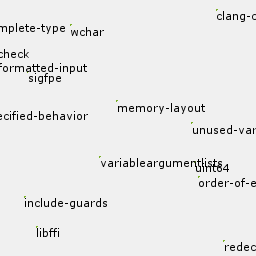 clang-c
mplete-type
wchar
check
formatted-input
sigfpe
memory-layout
ecified-behavior
unused-var
variableargumentlists
uint64
order-of-e
include-guards
libffi
redec